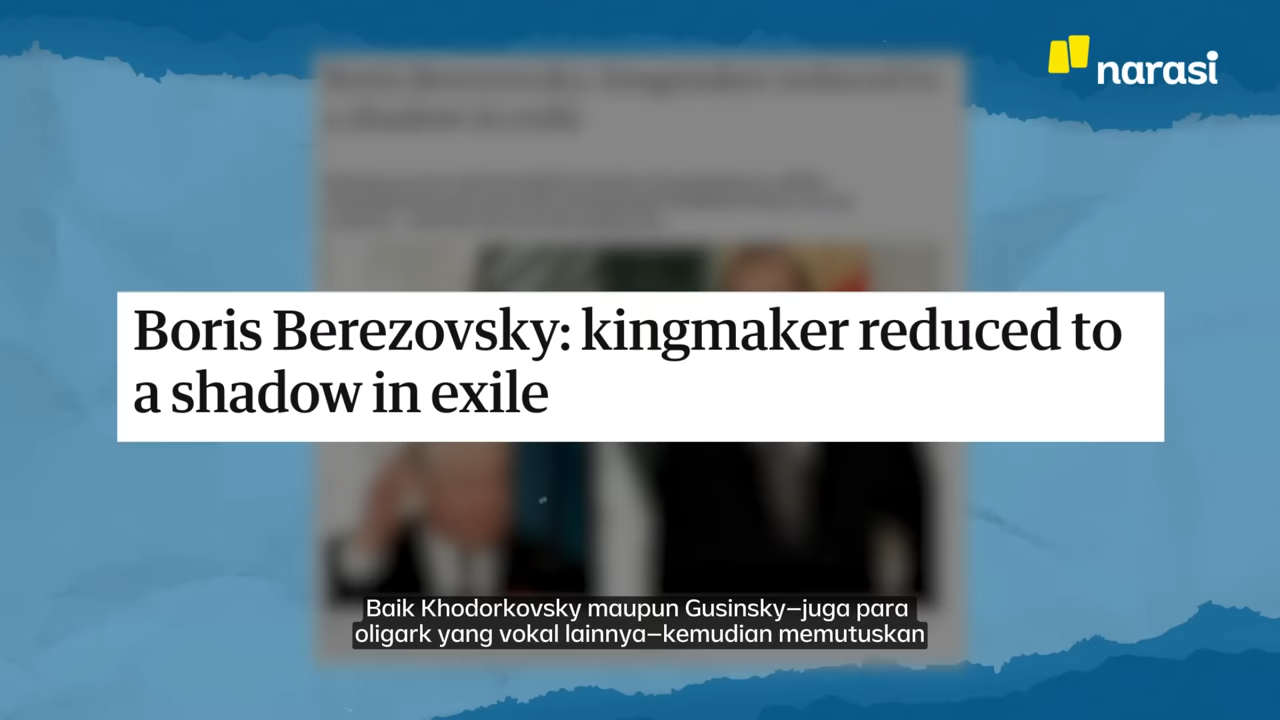 narasi
Boris Berezovsky: kingmaker reduced to
a shadow in exile
Baik Khodorkovsky maupun Gusinsky—juga para
oligark yang vokal lainnya—kemudian memutuskan